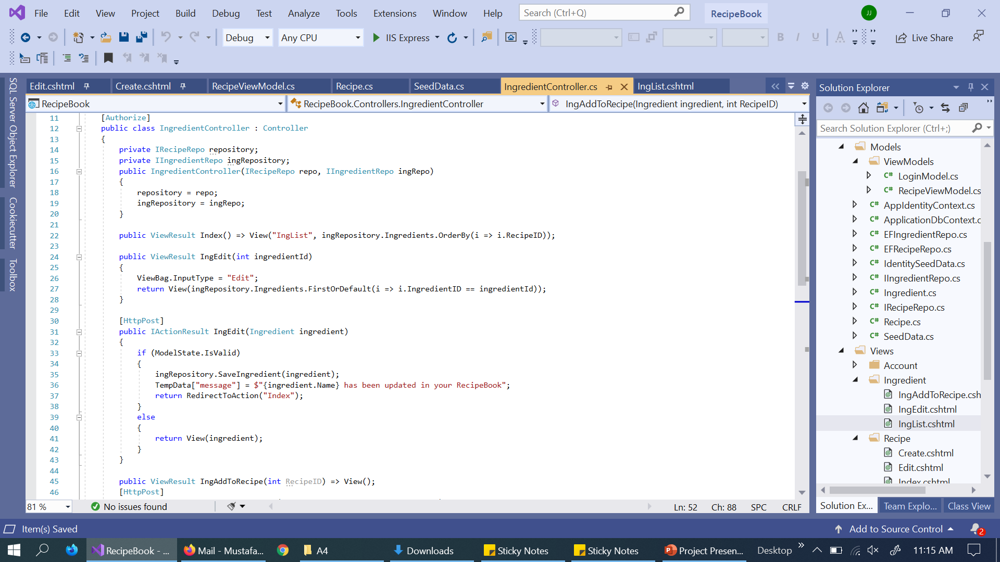 File Edit View Project Build Debug Test Analyze Tools Extensions Window Help Search (Ctrl+Q) RecipeBook JJ
Debug Any CPU IIS Express B I U A Live Share
Edit.cshtml Create.cshtml RecipeViewModel.cs Recipe.cs SeedData.cs IngredientController.cs IngList.cshtml
RecipeBook RecipeBook.Controllers.IngredientController IngAddToRecipe(Ingredient ingredient, int RecipeID)
SQL Server Object Explorer
Cookiecutter
Toolbox
11 [Authorize]
12 public class IngredientController : Controller
13 {
14 private IRecipeRepo repository;
15 private IIngredientRepo ingRepository;
16 public IngredientController(IRecipeRepo repo, IIngredientRepo ingRepo)
17 {
18 repository = repo;
19 ingRepository = ingRepo;
20 }
21
22 public ViewResult Index() => View("IngList", ingRepository.Ingredients.OrderBy(i => i.RecipeID));
23
24 public ViewResult IngEdit(int ingredientId)
25 {
26 ViewBag.InputType = "Edit";
27 return View(ingRepository.Ingredients.FirstOrDefault(i => i.IngredientID == ingredientId));
28 }
29
30 [HttpPost]
31 public IActionResult IngEdit(Ingredient ingredient)
32 {
33 if (ModelState.IsValid)
34 {
35 ingRepository.SaveIngredient(ingredient);
36 TempData["message"] = $"{ingredient.Name} has been updated in your RecipeBook";
37 return RedirectToAction("Index");
38 }
39 else
40 {
41 return View(ingredient);
42 }
43 }
44
45 public ViewResult IngAddToRecipe(int RecipeID) => View();
46 [HttpPost]
81 % No issues found Ln: 52 Ch: 88 SPC CRLF
Solution Explorer
Search Solution Explorer (Ctrl+;)
Models
ViewModels
C# LoginModel.cs
C# RecipeViewModel.cs
C# AppIdentityContext.cs
C# ApplicationDbContext.c
C# EFIngredientRepo.cs
C# EFRecipeRepo.cs
C# IdentitySeedData.cs
C# IIngredientRepo.cs
C# Ingredient.cs
C# IRecipeRepo.cs
C# Recipe.cs
C# SeedData.cs
Views
Account
Ingredient
IngAddToRecipe.csh
IngEdit.cshtml
IngList.cshtml
Recipe
Create.cshtml
Edit.cshtml
Index.cshtml
Solution Ex... Team Explo... Class View
Item(s) Saved Add to Source Control 2
RecipeBook - ... Mail - Mustafa... A4 Downloads Sticky Notes Sticky Notes Project Presen... Desktop 11:15 AM